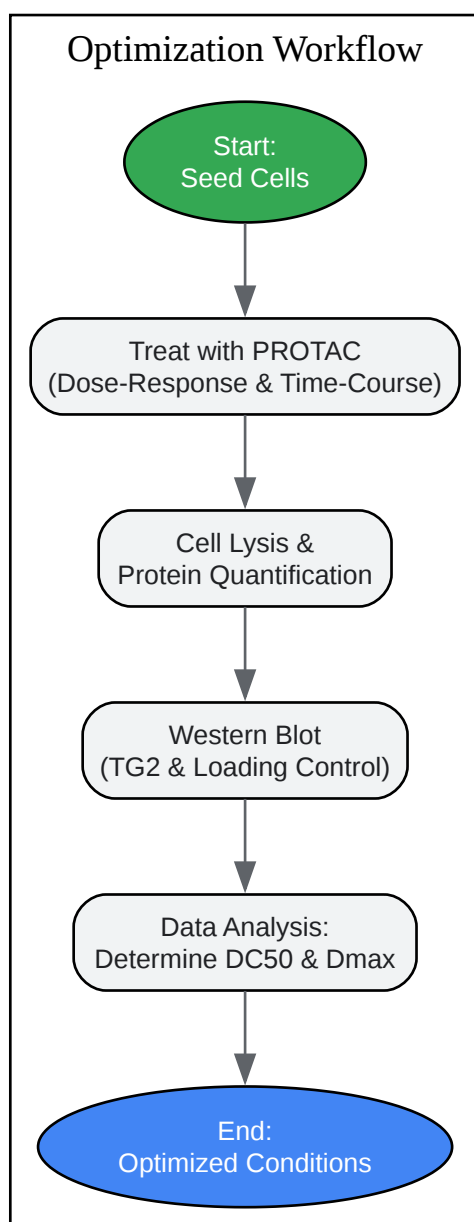 Optimization Workflow
Start:
Seed Cells
Treat with PROTAC
(Dose-Response & Time-Course)
Cell Lysis &
Protein Quantification
Western Blot
(TG2 & Loading Control)
Data Analysis:
Determine DC50 & Dmax
End:
Optimized Conditions